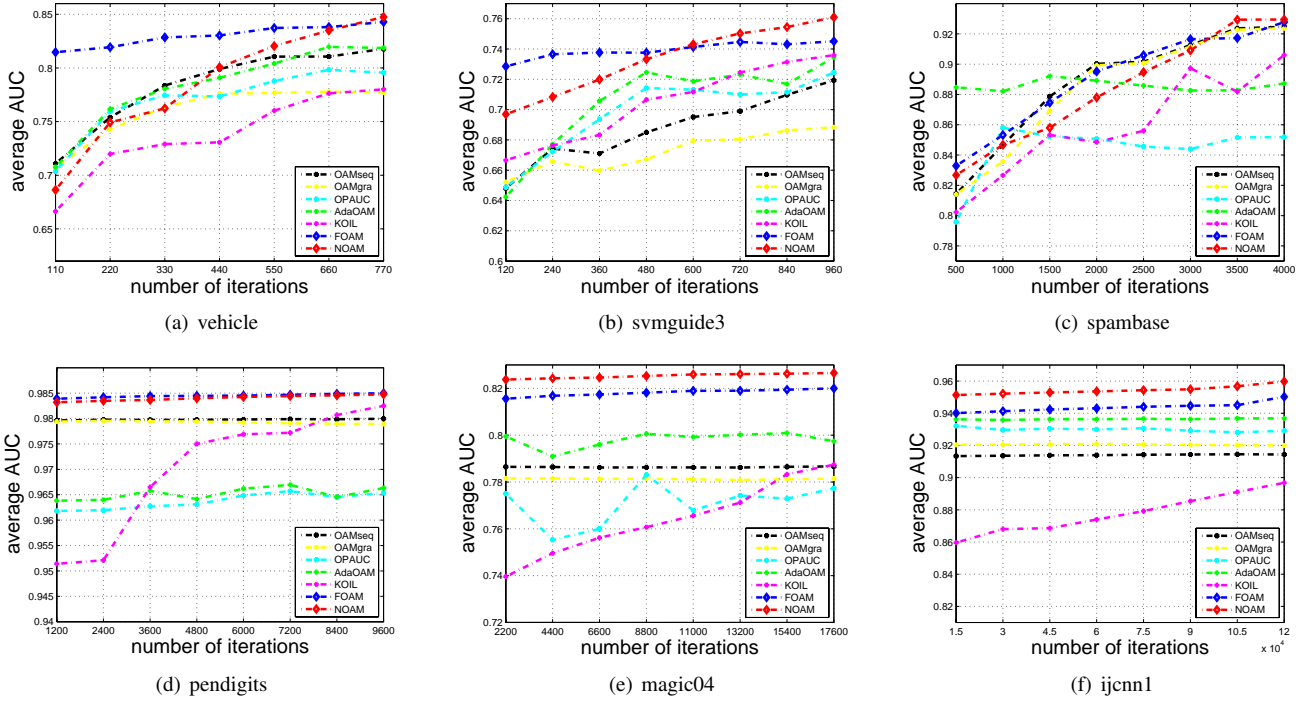 0.85
0.8
0.75
0.7
0.65
average AUC
110 220 330 440 550 660 770
number of iterations
OAMseq
OAMgra
OPAUC
AdaOAM
KOIL
FOAM
NOAM
(a) vehicle
0.76
0.74
0.72
0.7
0.68
0.66
0.64
0.62
0.6
average AUC
120 240 360 480 600 720 840 960
number of iterations
OAMseq
OAMgra
OPAUC
AdaOAM
KOIL
FOAM
NOAM
(b) svmguide3
0.92
0.9
0.88
0.86
0.84
0.82
0.8
0.78
average AUC
500 1000 1500 2000 2500 3000 3500 4000
number of iterations
OAMseq
OAMgra
OPAUC
AdaOAM
KOIL
FOAM
NOAM
(c) spambase
0.985
0.98
0.975
0.97
0.965
0.96
0.955
0.95
0.945
0.94
average AUC
1200 2400 3600 4800 6000 7200 8400 9600
number of iterations
OAMseq
OAMgra
OPAUC
AdaOAM
KOIL
FOAM
NOAM
(d) pendigits
0.82
0.8
0.78
0.76
0.74
0.72
average AUC
2200 4400 6600 8800 11000 13200 15400 17600
number of iterations
OAMseq
OAMgra
OPAUC
AdaOAM
KOIL
FOAM
NOAM
(e) magic04
0.96
0.94
0.92
0.9
0.88
0.86
0.84
0.82
average AUC
1.5 3 4.5 6 7.5 9 10.5 12
x 10⁴
number of iterations
OAMseq
OAMgra
OPAUC
AdaOAM
KOIL
FOAM
NOAM
(f) ijcnn1